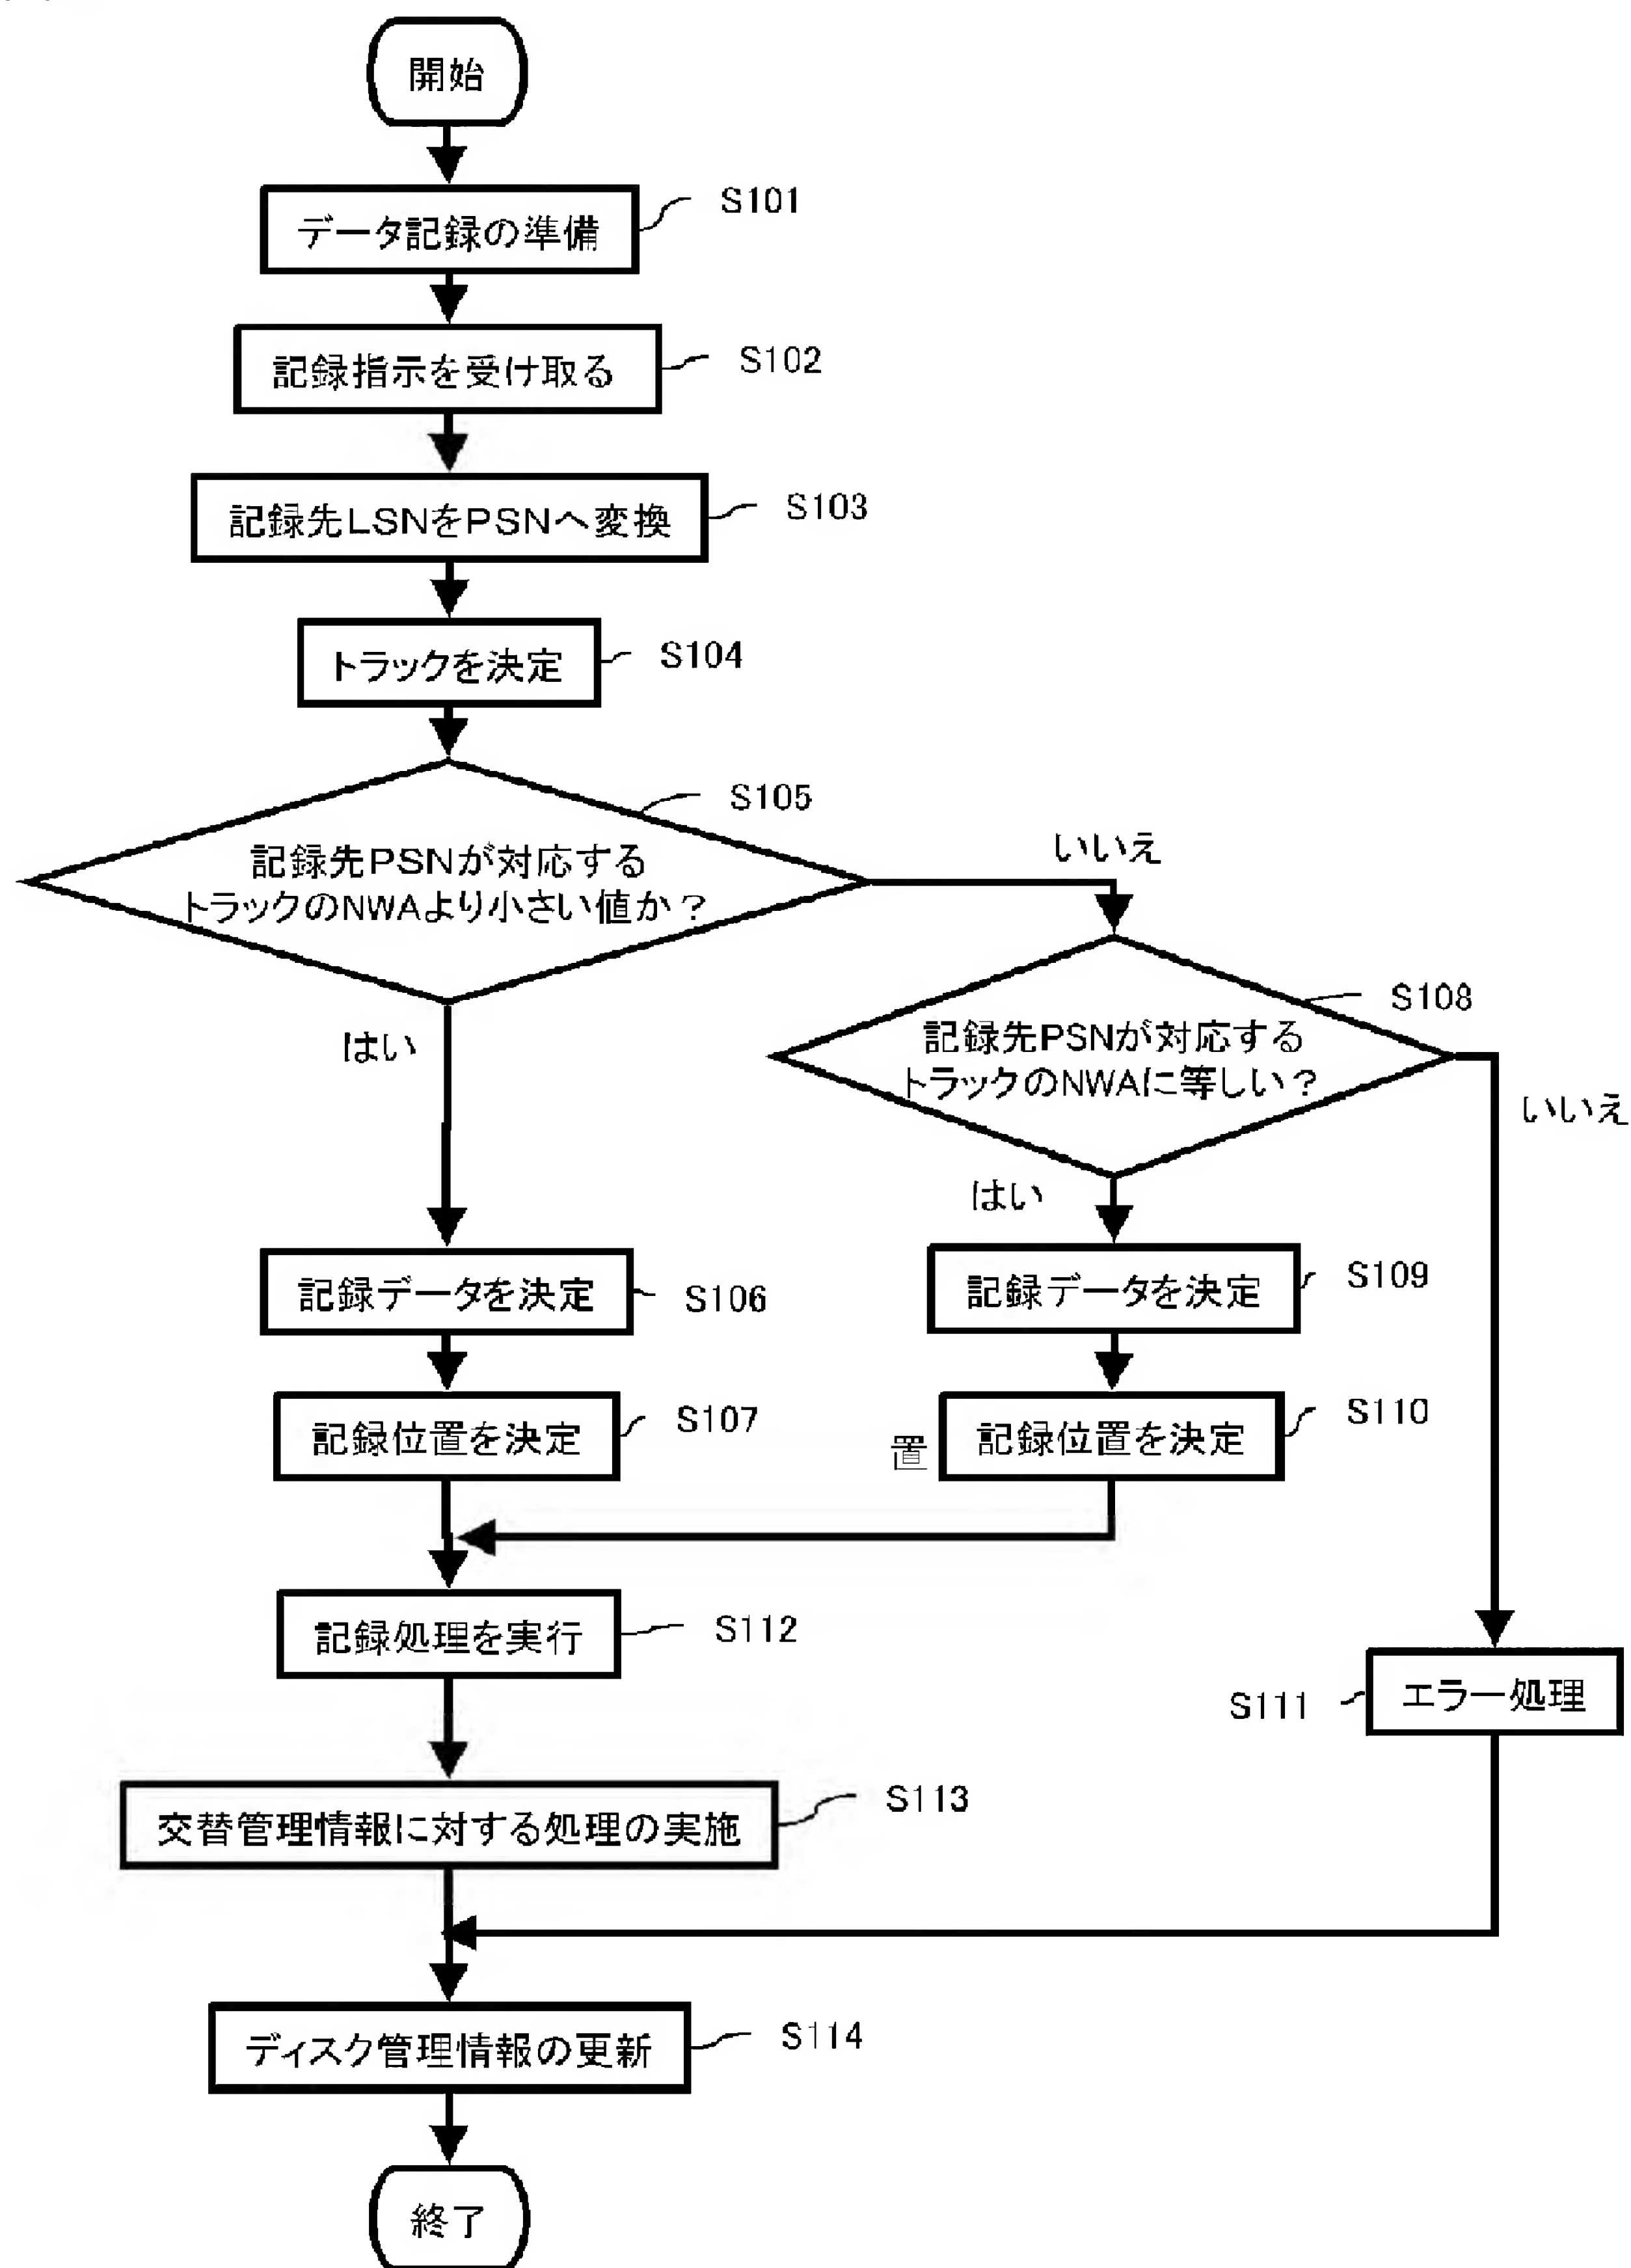 開始
データ記録の準備
S101
記録指示を受け取る
S102
記録先LSNをPSNへ変換
S103
トラックを決定
S104
S105
記録先PSNが対応する
トラックのNWAより小さい値か？
いいえ
はい
S108
記録先PSNが対応する
トラックのNWAに等しい？
いいえ
はい
記録データを決定
S106
記録データを決定
S109
記録位置を決定
S107
置
記録位置を決定
S110
記録処理を実行
S112
S111
エラー処理
交替管理情報に対する処理の実施
S113
ディスク管理情報の更新
S114
終了